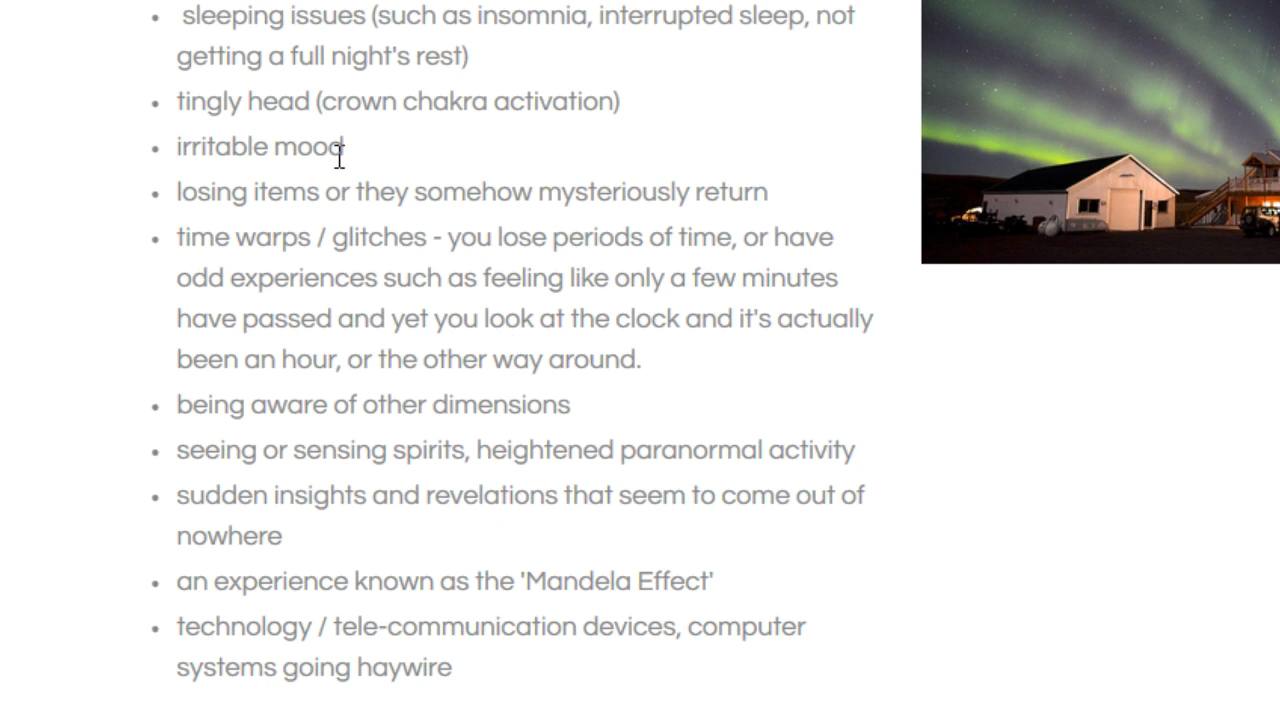 sleeping issues (such as insomnia, interrupted sleep, not
getting a full night's rest)
tingly head (crown chakra activation)
irritable mood
losing items or they somehow mysteriously return
time warps / glitches - you lose periods of time, or have
odd experiences such as feeling like only a few minutes
have passed and yet you look at the clock and it's actually
been an hour, or the other way around.
being aware of other dimensions
seeing or sensing spirits, heightened paranormal activity
sudden insights and revelations that seem to come out of
nowhere
an experience known as the 'Mandela Effect'
technology / tele-communication devices, computer
systems going haywire